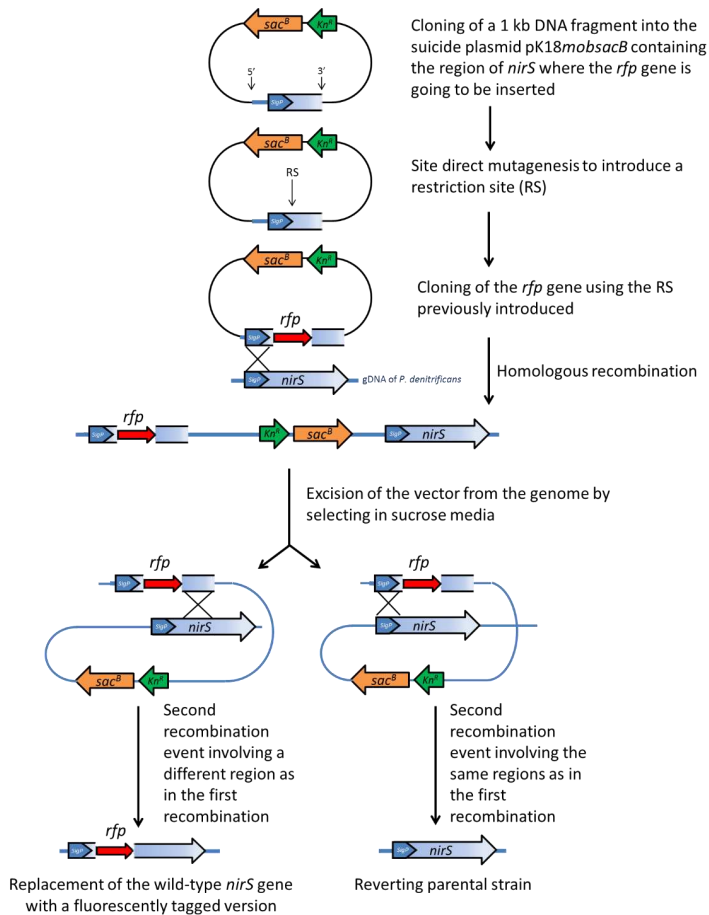 sacB KnR
Cloning of a 1 kb DNA fragment into the
suicide plasmid pK18mobsacB containing
the region of nirS where the rfp gene is
going to be inserted
5′ 3′
SigP
sacB KnR
RS
SigP
Site direct mutagenesis to introduce a
restriction site (RS)
sacB KnR
Cloning of the rfp gene using the RS
previously introduced
rfp
SigP
Homologous recombination
SigP nirS gDNA of P. denitrificans
rfp
SigP KnR sacB SigP nirS
Excision of the vector from the genome by
selecting in sucrose media
rfp
SigP
SigP nirS
sacB KnR
rfp
SigP
SigP nirS
sacB KnR
Second
recombination
event involving a
different region as
in the first
recombination
Second
recombination
event involving the
same regions as in
the first
recombination
rfp
SigP
SigP nirS
Replacement of the wild-type nirS gene
with a fluorescently tagged version
Reverting parental strain